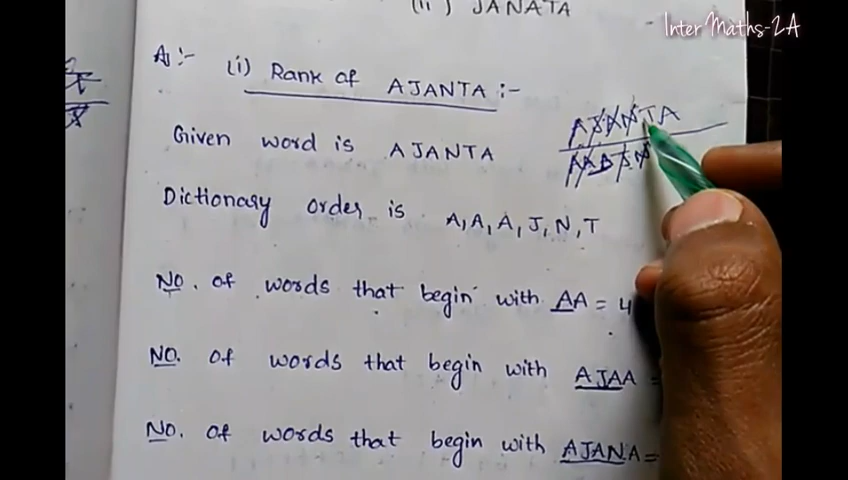 (ii) JANATA
Inter Maths-2A
A :-
(i) Rank of AJANTA :-
AJANTA
Given word is AJANTA
Dictionary order is A, A, A, J, N, T
No. of words that begin with AA = 4
No. of words that begin with AJAA =
No. of words that begin with AJANA =